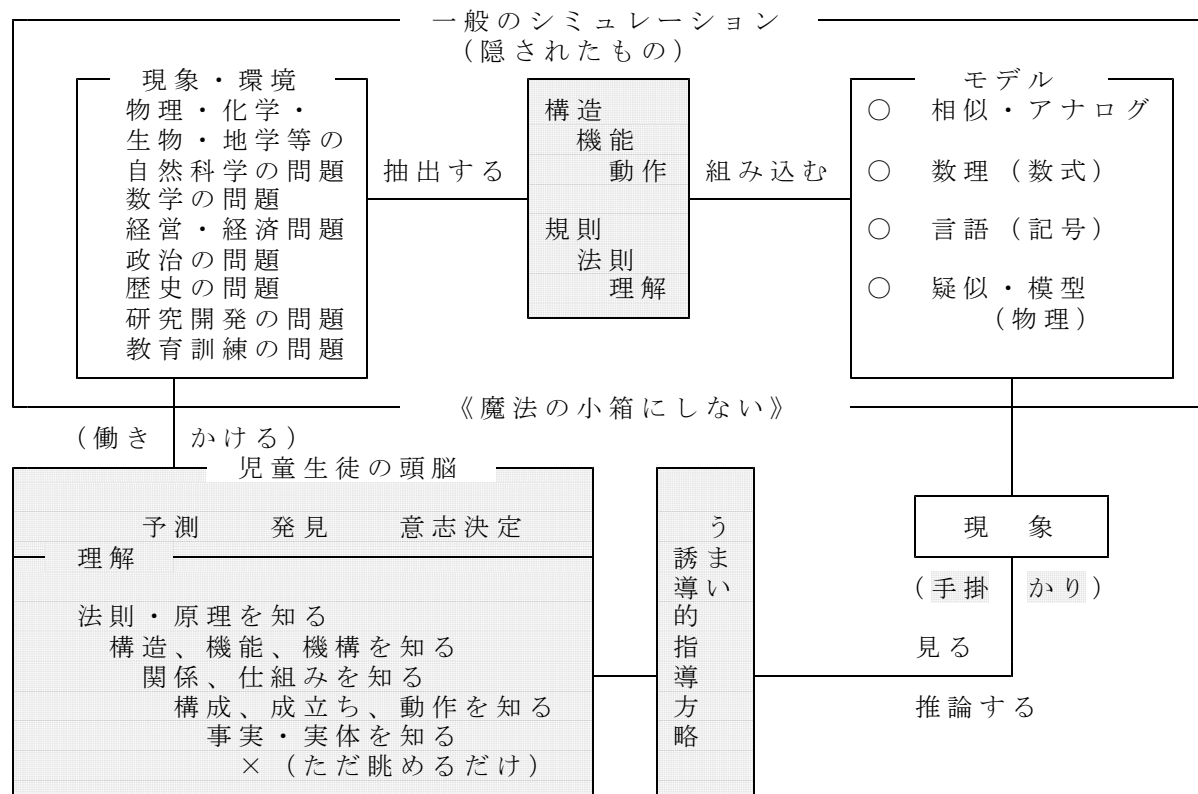 一般のシミュレーション
（隠されたもの）
現象・環境
物理・化学・
生物・地学等の
自然科学の問題
数学の問題
経営・経済問題
政治の問題
歴史の問題
研究開発の問題
教育訓練の問題
抽出する
構造
機能
動作
規則
法則
理解
組み込む
モデル
○ 相似・アナログ
○ 数理（数式）
○ 言語（記号）
○ 疑似・模型
（物理）
《魔法の小箱にしない》
（働きかける）
児童生徒の頭脳
予測 発見 意志決定
理解
法則・原理を知る
構造、機能、機構を知る
関係、仕組みを知る
構成、成立ち、動作を知る
事実・実体を知る
×（ただ眺めるだけ）
うまい
誘導的指導方略
現象
（手掛かり）
見る
推論する